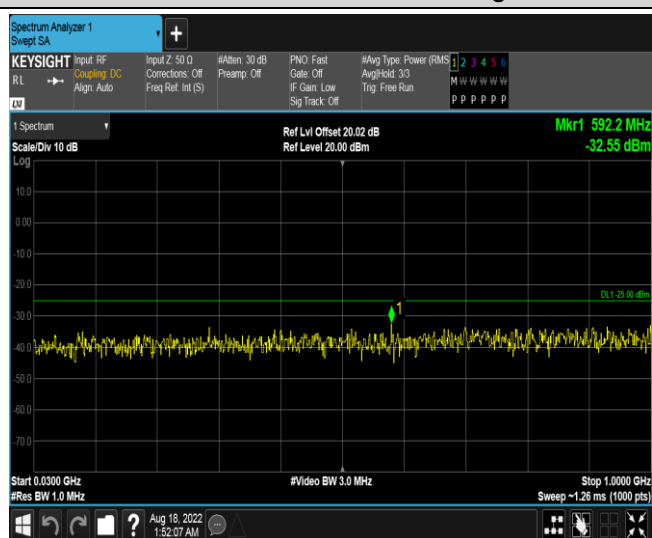 Spectrum Analyzer 1
Swept SA
+
KEYSIGHT
RL
LXI
Input: RF
Coupling: DC
Align: Auto
Input Z: 50 Ω
Corrections: Off
Freq Ref: Int (S)
#Atten: 30 dB
Preamp: Off
PNO: Fast
Gate: Off
IF Gain: Low
Sig Track: Off
#Avg Type: Power (RMS
Avg|Hold: 3/3
Trig: Free Run
1 2 3 4 5 6
M W W W W W
P P P P P P
1 Spectrum
Scale/Div 10 dB
Log
Ref Lvl Offset 20.02 dB
Ref Level 20.00 dBm
Mkr1 592.2 MHz
-32.55 dBm
10.0
0.00
-10.0
-20.0
DL1 -25.00 dBm
1
-30.0
-40.0
-50.0
-60.0
-70.0
Start 0.0300 GHz
#Res BW 1.0 MHz
#Video BW 3.0 MHz
Stop 1.0000 GHz
Sweep ~1.26 ms (1000 pts)
?
Aug 18, 2022
1:52:07 AM